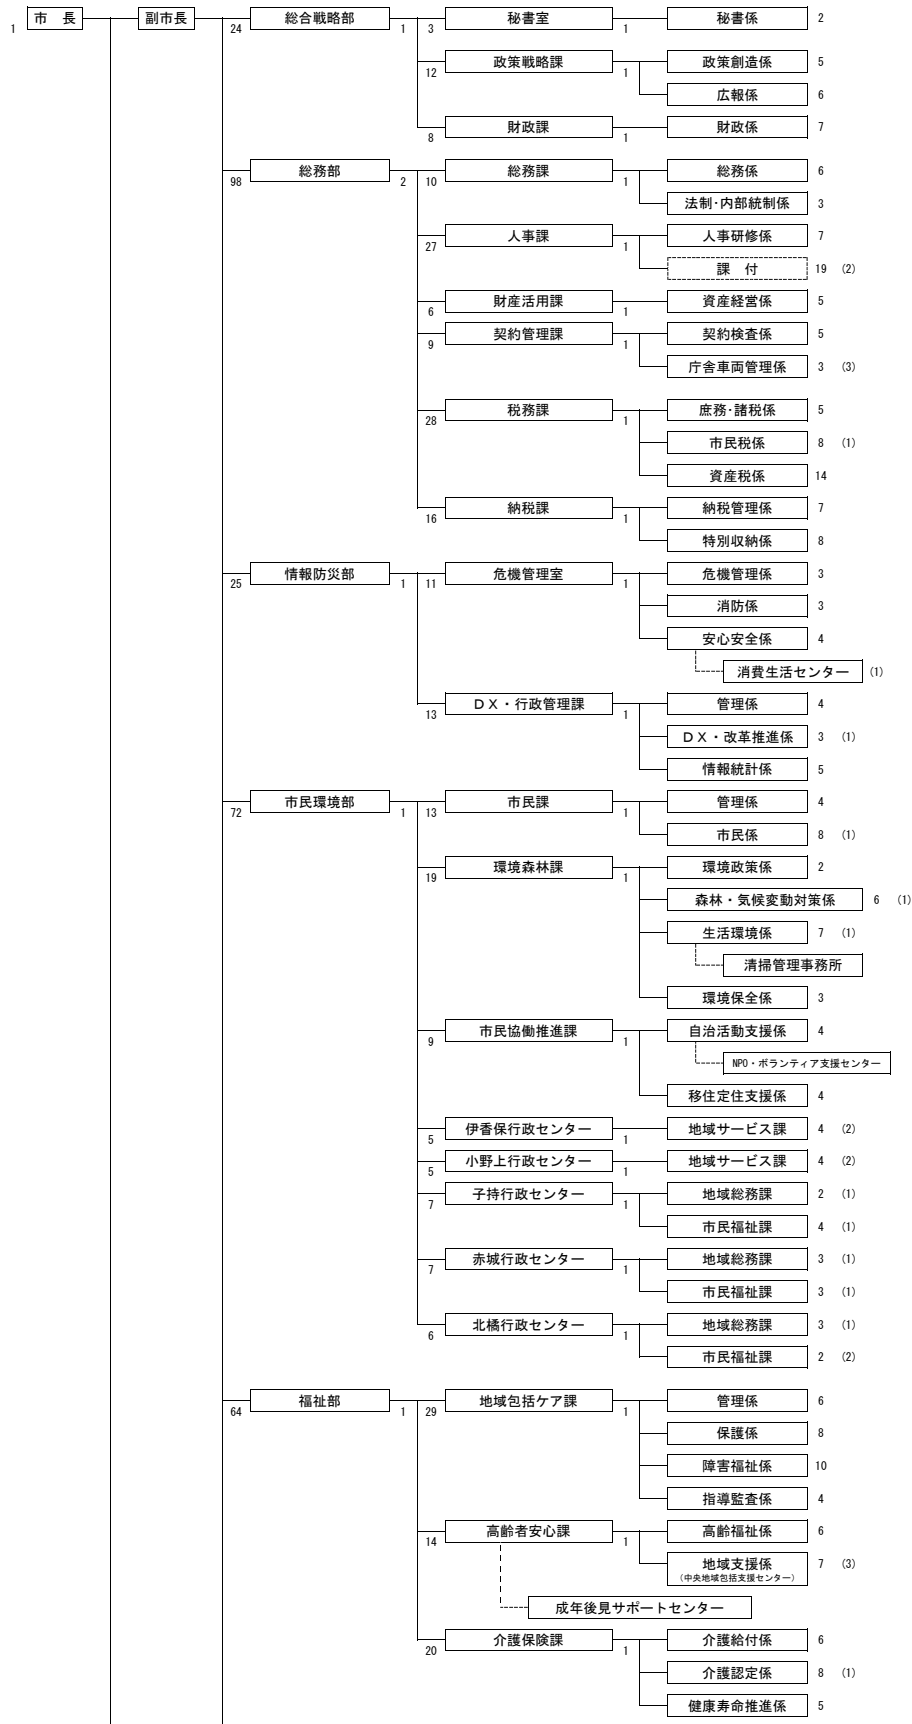 1 市　長 副市長 24 総合戦略部 1 3 秘書室 1 秘書係 2
12 政策戦略課 1 政策創造係 5
広報係 6
8 財政課 1 財政係 7
98 総務部 2 10 総務課 1 総務係 6
法制･内部統制係 3
27 人事課 1 人事研修係 7
課　付 19 (2)
6 財産活用課 1 資産経営係 5
9 契約管理課 1 契約検査係 5
庁舎車両管理係 3 (3)
28 税務課 1 庶務･諸税係 5
市民税係 8 (1)
資産税係 14
16 納税課 1 納税管理係 7
特別収納係 8
25 情報防災部 1 11 危機管理室 1 危機管理係 3
消防係 3
安心安全係 4
消費生活センター (1)
13 ＤＸ・行政管理課 1 管理係 4
ＤＸ・改革推進係 3 (1)
情報統計係 5
72 市民環境部 1 13 市民課 1 管理係 4
市民係 8 (1)
19 環境森林課 1 環境政策係 2
森林・気候変動対策係 6 (1)
生活環境係 7 (1)
清掃管理事務所
環境保全係 3
9 市民協働推進課 1 自治活動支援係 4
NPO・ボランティア支援センター
移住定住支援係 4
5 伊香保行政センター 1 地域サービス課 4 (2)
5 小野上行政センター 1 地域サービス課 4 (2)
7 子持行政センター 1 地域総務課 2 (1)
市民福祉課 4 (1)
7 赤城行政センター 1 地域総務課 3 (1)
市民福祉課 3 (1)
6 北橘行政センター 1 地域総務課 3 (1)
市民福祉課 2 (2)
64 福祉部 1 29 地域包括ケア課 1 管理係 6
保護係 8
障害福祉係 10
指導監査係 4
14 高齢者安心課 1 高齢福祉係 6
地域支援係 7 (3)
(中央地域包括支援センター)
成年後見サポートセンター
20 介護保険課 1 介護給付係 6
介護認定係 8 (1)
健康寿命推進係 5